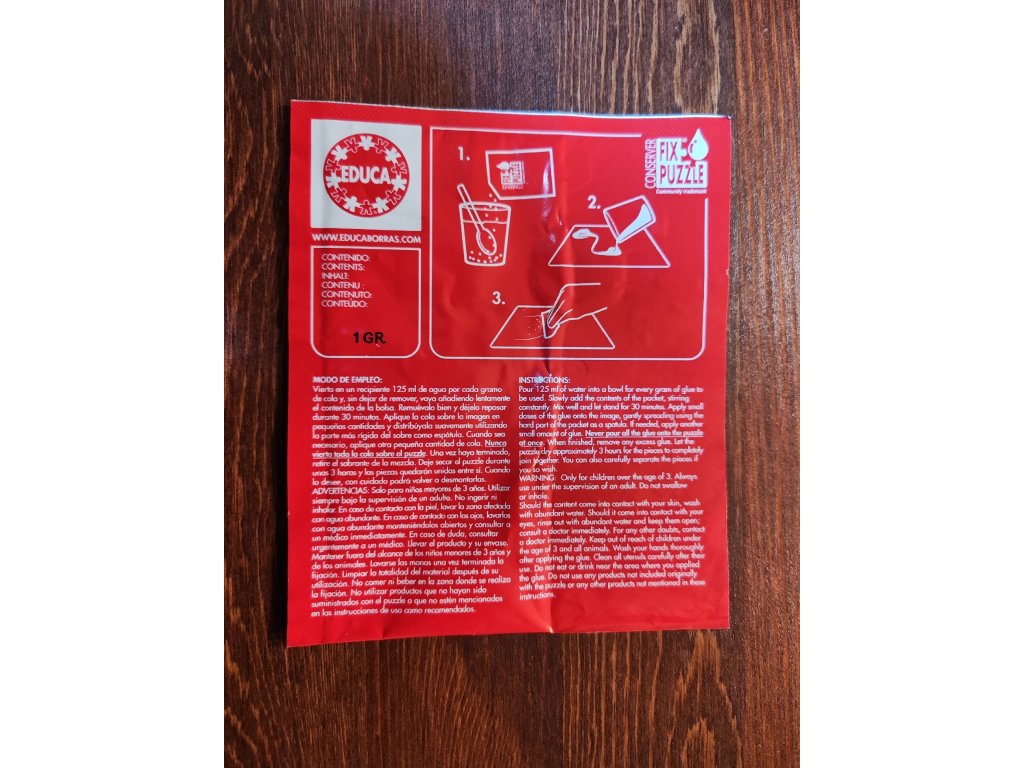 EDUCA
WWW.EDUCABORRAS.COM
CONTENIDO:
CONTENTS:
INHALT:
CONTENU :
CONTENUTO:
CONTEÚDO:
1 GR.
1.
FIX
PUZZLE
2.
3.
CONSERVER
FIX
PUZZLE
Community trademark
MODO DE EMPLEO:
Vierta en un recipiente 125 ml de agua por cada gramo
de cola y, sin dejar de remover, vaya añadiendo lentamente
el contenido de la bolsa. Remuévalo bien y déjelo reposar
durante 30 minutos. Aplique la cola sobre la imagen en
pequeñas cantidades y distribúyala suavemente utilizando
la parte más rígida del sobre como espátula. Cuando sea
necesario, aplique otra pequeña cantidad de cola. Nunca
vierta toda la cola sobre el puzzle. Una vez haya terminado,
retire el sobrante de la mezcla. Deje secar el puzzle durante
unas 3 horas y las piezas quedarán unidas entre sí. Cuando
lo desee, con cuidado podrá volver a desmontarlas.
ADVERTENCIAS: Solo para niños mayores de 3 años. Utilizar
siempre bajo la supervisión de un adulto. No ingerir ni
inhalar. En caso de contacto con la piel, lavar la zona afectada
con agua abundante. En caso de contacto con los ojos, lavarlos
con agua abundante manteniéndolos abiertos y consultar a
un médico inmediatamente. En caso de duda, consultar
urgentemente a un médico. Llevar el producto y su envase.
Mantener fuera del alcance de los niños menores de 3 años y
de los animales. Lavarse las manos una vez terminada la
fijación. Limpiar la totalidad del material después de su
utilización. No comer ni beber en la zona donde se realiza
la fijación. No utilizar productos que no hayan sido
suministrados con el puzzle o que no estén mencionados
en las instrucciones de uso como recomendados.
INSTRUCTIONS:
Pour 125 ml of water into a bowl for every gram of glue to
be used. Slowly add the contents of the packet, stirring
constantly. Mix well and let stand for 30 minutes. Apply small
doses of the glue onto the image, gently spreading using the
hard part of the packet as a spatula. If needed, apply another
small amount of glue. Never pour all the glue onto the puzzle
at once. When finished, remove any excess glue. Let the
puzzle dry approximately 3 hours for the pieces to completely
join together. You can also carefully separate the pieces if
you so wish.
WARNING: Only for children over the age of 3. Always
use under the supervision of an adult. Do not swallow
or inhale.
Should the content come into contact with your skin, wash
with abundant water. Should it come into contact with your
eyes, rinse out with abundant water and keep them open;
consult a doctor immediately. For any other doubts, contact
a doctor immediately. Keep out of reach of children under
the age of 3 and all animals. Wash your hands thoroughly
after applying the glue. Clean all utensils carefully after their
use. Do not eat or drink near the area where you applied
the glue. Do not use any products not included originally
with the puzzle or any other products not mentioned in these
instructions.